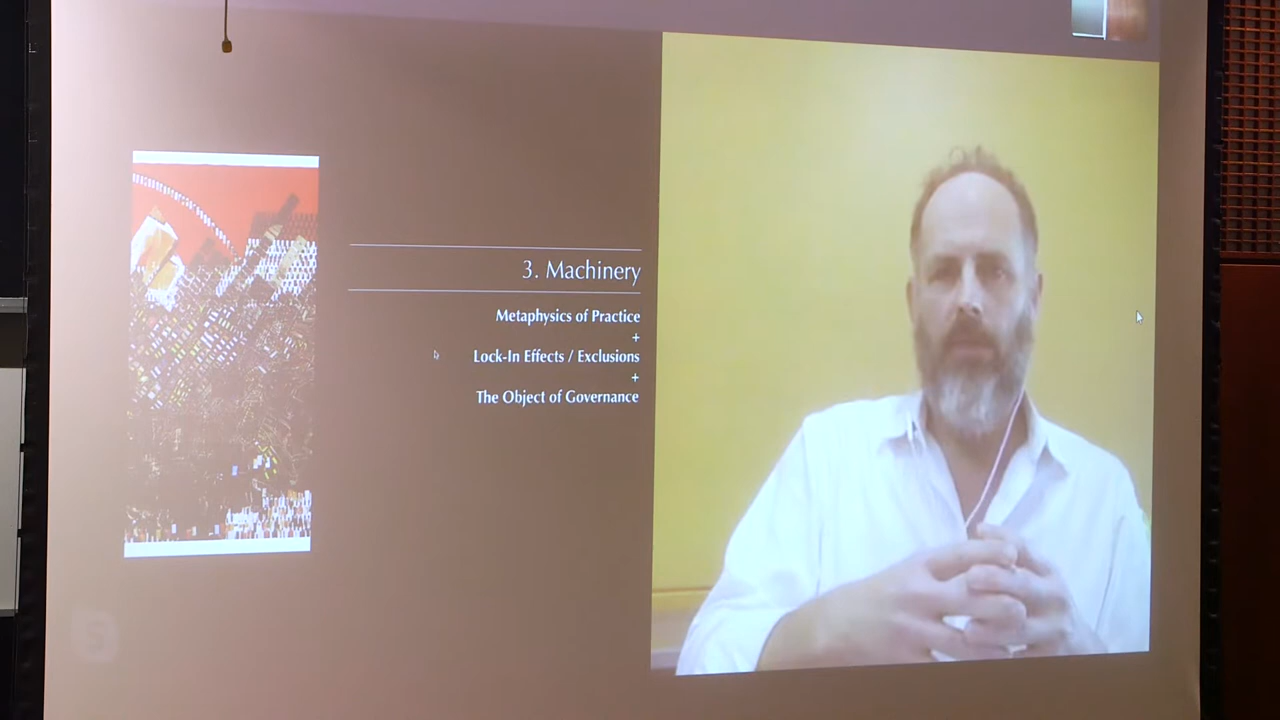 3. Machinery
Metaphysics of Practice
+
Lock-In Effects / Exclusions
+
The Object of Governance